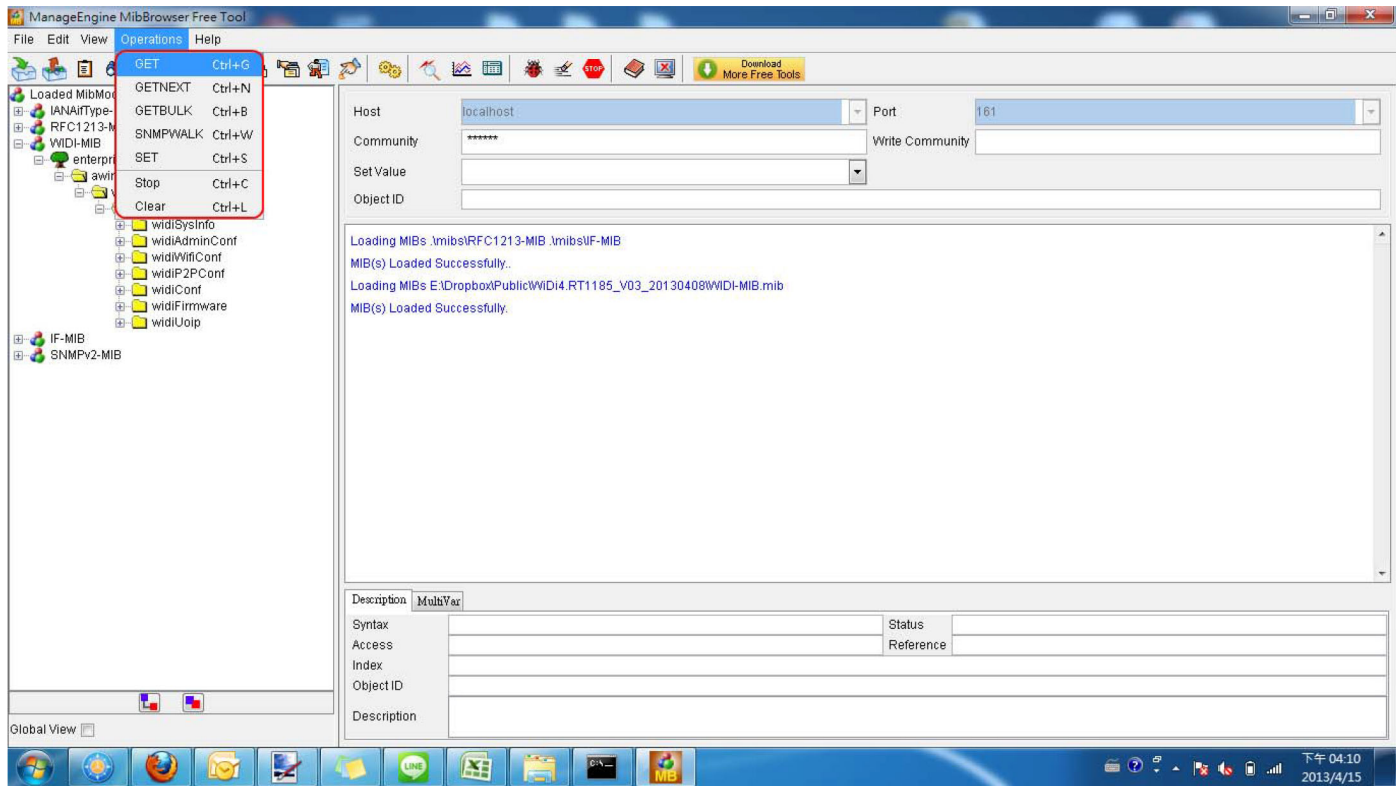 ManageEngine MibBrowser Free Tool
File Edit View Operations Help
GET Ctrl+G
GETNEXT Ctrl+N
GETBULK Ctrl+B
SNMPWALK Ctrl+W
SET Ctrl+S
Stop Ctrl+C
Clear Ctrl+L
STOP
Download
More Free Tools
Loaded MibMo
IANAifType-
RFC1213-M
WIDI-MIB
enterpri
awin
widiSysInfo
widiAdminConf
widiWifiConf
widiP2PConf
widiConf
widiFirmware
widiUoip
IF-MIB
SNMPv2-MIB
Global View
Host localhost Port 161
Community ****** Write Community
Set Value
Object ID
Loading MIBs .\mibs\RFC1213-MIB .\mibs\IF-MIB
MIB(s) Loaded Successfully..
Loading MIBs E:\Dropbox\Public\WiDi4.RT1185_V03_20130408\WIDI-MIB.mib
MIB(s) Loaded Successfully.
Description MultiVar
Syntax Status
Access Reference
Index
Object ID
Description
LINE
C:\_
MB
下午 04:10
2013/4/15